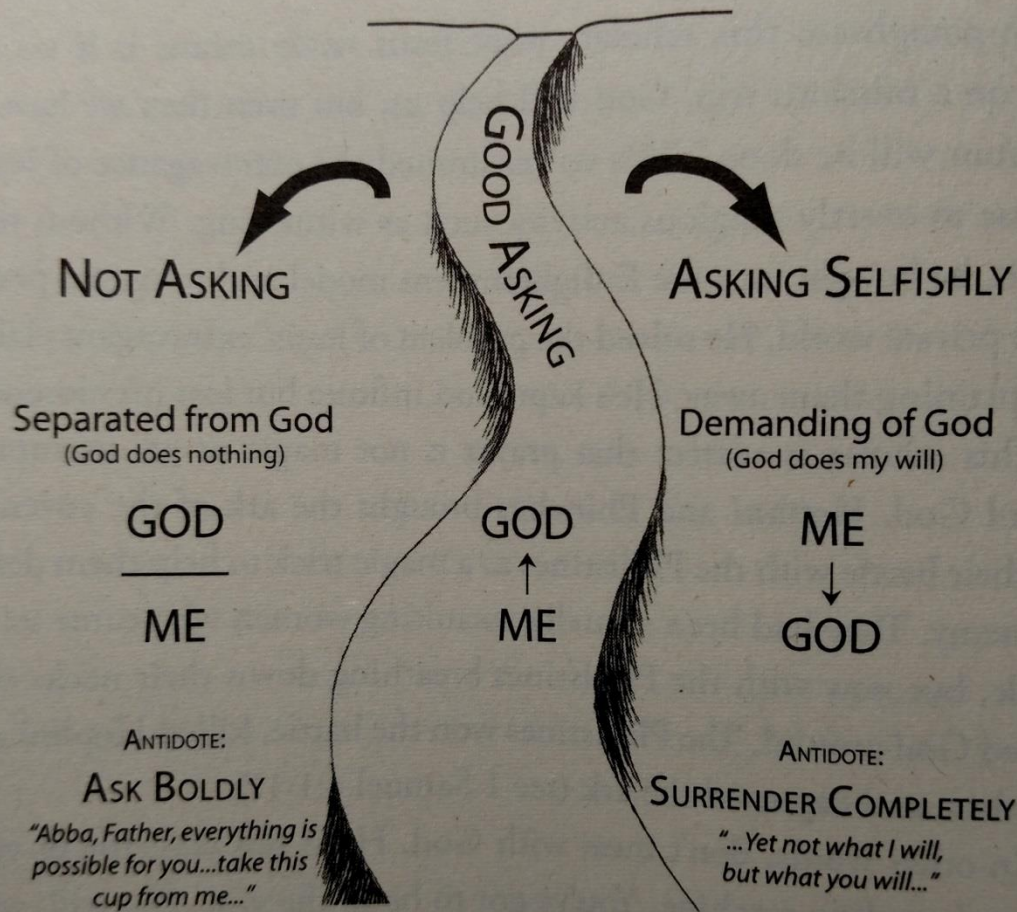 GOOD ASKING
NOT ASKING
Separated from God
(God does nothing)
GOD
ME
ANTIDOTE:
ASK BOLDLY
“Abba, Father, everything is
possible for you...take this
cup from me...”
GOD
ME
ASKING SELFISHLY
Demanding of God
(God does my will)
ME
GOD
ANTIDOTE:
SURRENDER COMPLETELY
“...Yet not what I will,
but what you will...”